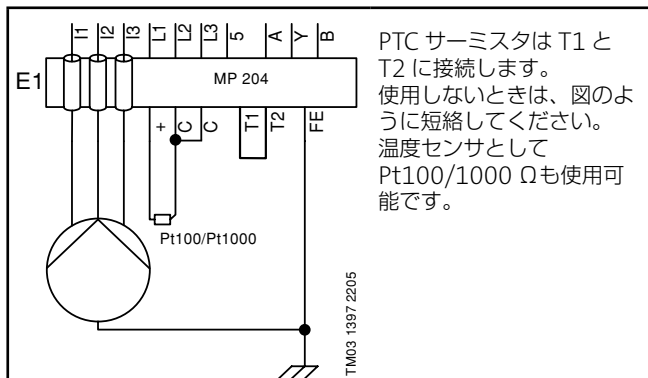 I1 I2 I3 L1 L2 L3 5 A Y B
E1
MP 204
+ C C T1 T2 FE
Pt100/Pt1000
TM03 1397 2205
PTC サーミスタは T1 と
T2 に接続します。
使用しないときは、図のよ
うに短絡してください。
温度センサとして
Pt100/1000 Ωも使用可
能です。